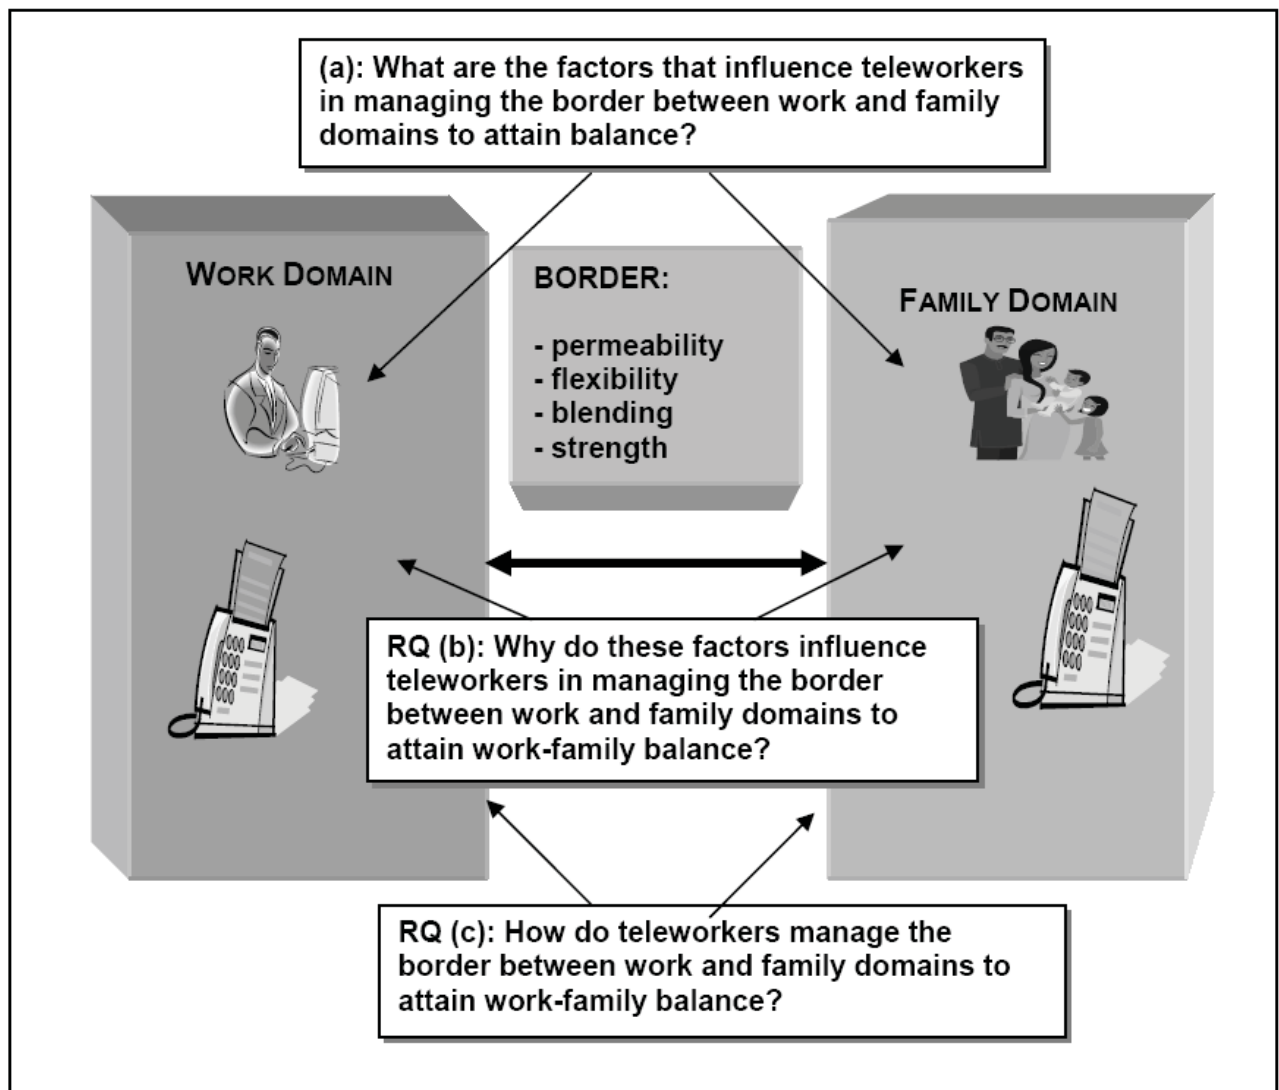 (a): What are the factors that influence teleworkers
in managing the border between work and family
domains to attain balance?
WORK DOMAIN
BORDER:
- permeability
- flexibility
- blending
- strength
FAMILY DOMAIN
RQ (b): Why do these factors influence
teleworkers in managing the border
between work and family domains to
attain work-family balance?
RQ (c): How do teleworkers manage the
border between work and family domains to
attain work-family balance?